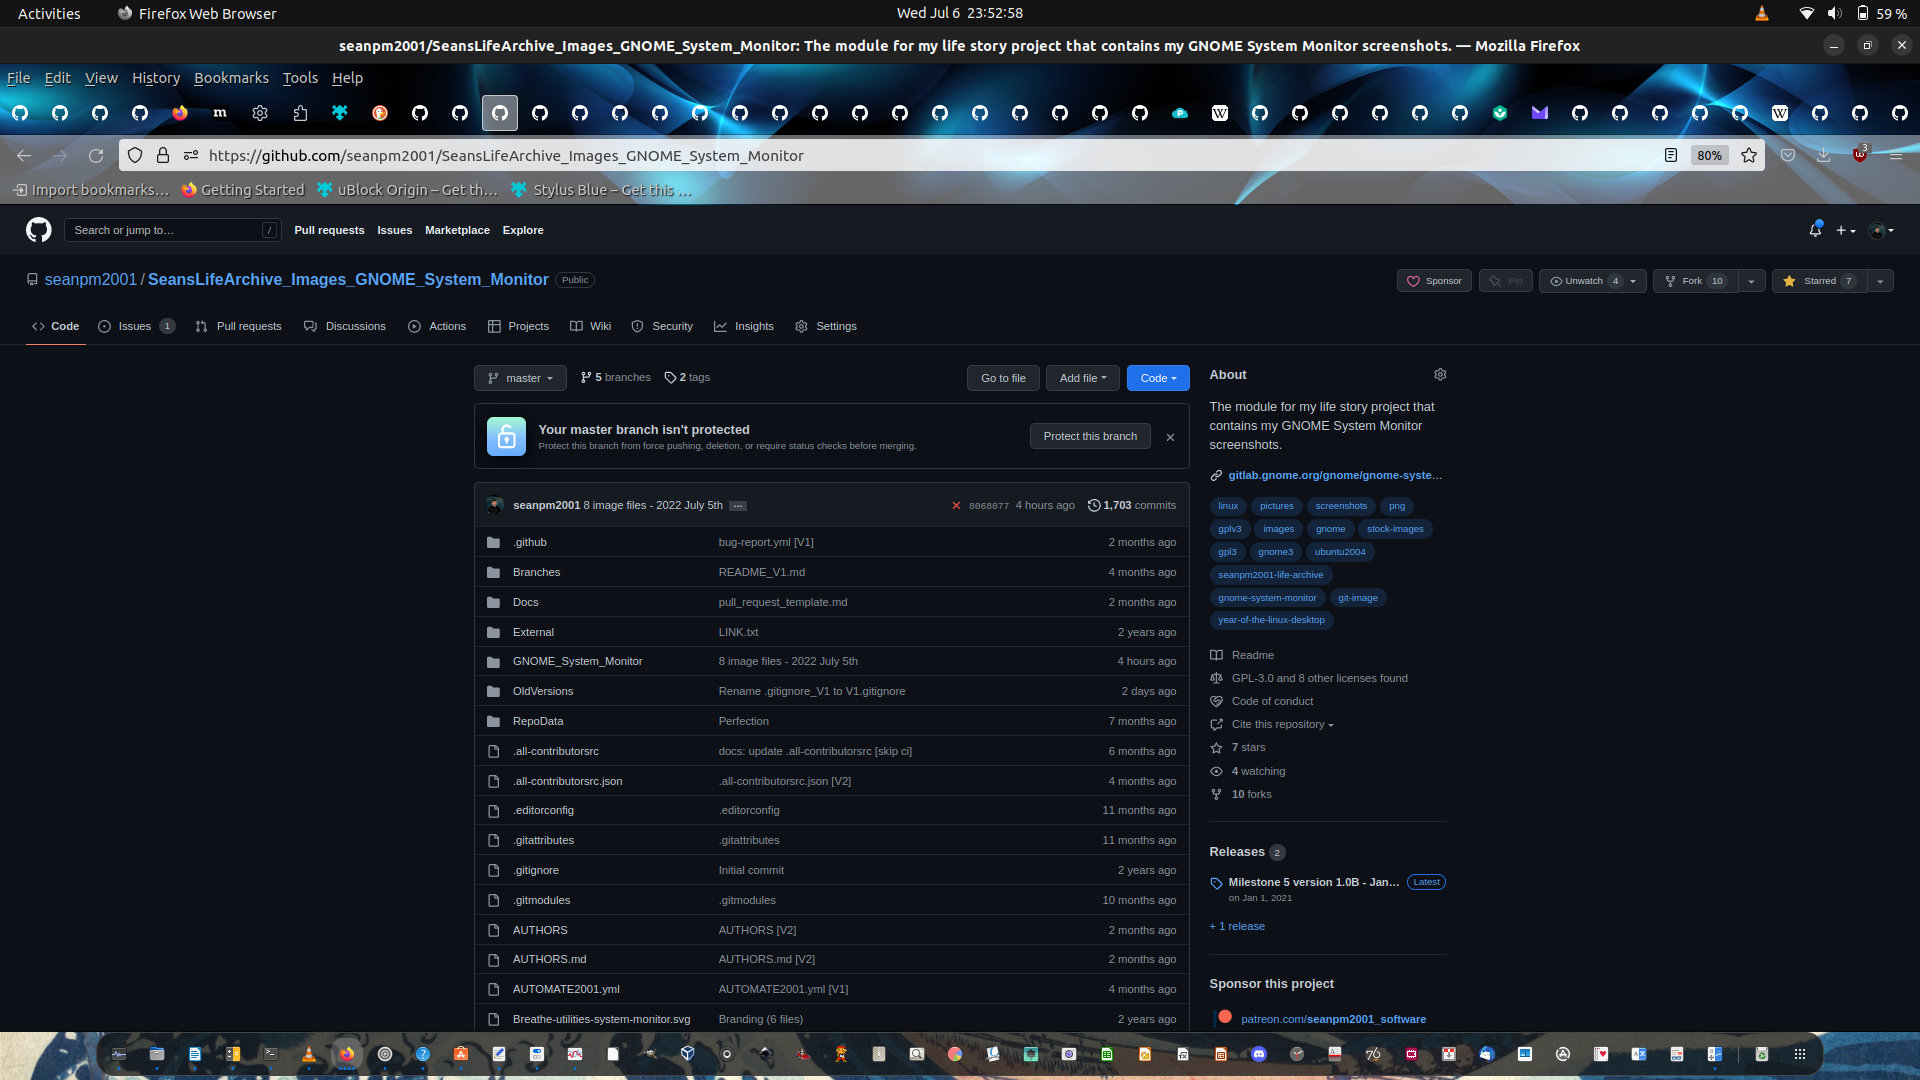 Activities Firefox Web Browser Wed Jul 6 23:52:58 59 %
seanpm2001/SeansLifeArchive_Images_GNOME_System_Monitor: The module for my life story project that contains my GNOME System Monitor screenshots. — Mozilla Firefox
File Edit View History Bookmarks Tools Help
https://github.com/seanpm2001/SeansLifeArchive_Images_GNOME_System_Monitor 80% 3
Import bookmarks… Getting Started uBlock Origin – Get th… Stylus Blue – Get this …
Search or jump to… / Pull requests Issues Marketplace Explore
seanpm2001 / SeansLifeArchive_Images_GNOME_System_Monitor Public Sponsor Pin Unwatch 4 Fork 10 Starred 7
Code Issues 1 Pull requests Discussions Actions Projects Wiki Security Insights Settings
master 5 branches 2 tags Go to file Add file Code
Your master branch isn't protected
Protect this branch from force pushing, deletion, or require status checks before merging.
Protect this branch
seanpm2001 8 image files - 2022 July 5th … 8068077 4 hours ago 1,703 commits
.github bug-report.yml [V1] 2 months ago
Branches README_V1.md 4 months ago
Docs pull_request_template.md 2 months ago
External LINK.txt 2 years ago
GNOME_System_Monitor 8 image files - 2022 July 5th 4 hours ago
OldVersions Rename .gitignore_V1 to V1.gitignore 2 days ago
RepoData Perfection 7 months ago
.all-contributorsrc docs: update .all-contributorsrc [skip ci] 6 months ago
.all-contributorsrc.json .all-contributorsrc.json [V2] 4 months ago
.editorconfig .editorconfig 11 months ago
.gitattributes .gitattributes 11 months ago
.gitignore Initial commit 2 years ago
.gitmodules .gitmodules 10 months ago
AUTHORS AUTHORS [V2] 2 months ago
AUTHORS.md AUTHORS.md [V2] 2 months ago
AUTOMATE2001.yml AUTOMATE2001.yml [V1] 4 months ago
Breathe-utilities-system-monitor.svg Branding (6 files) 2 years ago
About
The module for my life story project that
contains my GNOME System Monitor
screenshots.
gitlab.gnome.org/gnome/gnome-syste…
linux pictures screenshots png
gplv3 images gnome stock-images
gpl3 gnome3 ubuntu2004
seanpm2001-life-archive
gnome-system-monitor git-image
year-of-the-linux-desktop
Readme
GPL-3.0 and 8 other licenses found
Code of conduct
Cite this repository
7 stars
4 watching
10 forks
Releases 2
Milestone 5 version 1.0B - Jan… Latest
on Jan 1, 2021
+ 1 release
Sponsor this project
patreon.com/seanpm2001_software